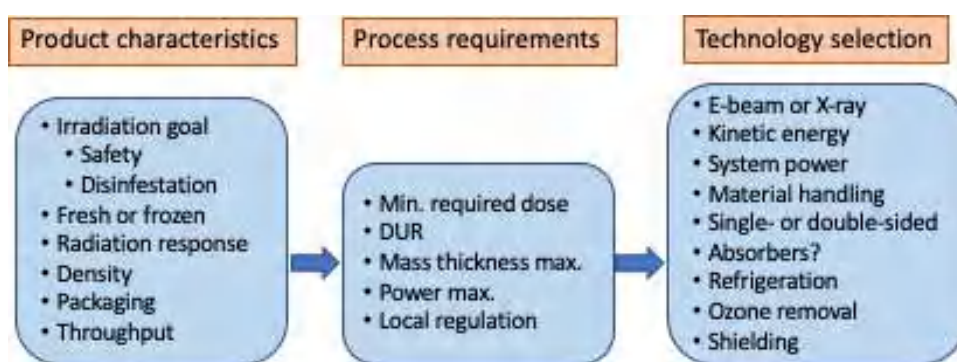 Product characteristics
• Irradiation goal
• Safety
• Disinfestation
• Fresh or frozen
• Radiation response
• Density
• Packaging
• Throughput
Process requirements
• Min. required dose
• DUR
• Mass thickness max.
• Power max.
• Local regulation
Technology selection
• E-beam or X-ray
• Kinetic energy
• System power
• Material handling
• Single- or double-sided
• Absorbers?
• Refrigeration
• Ozone removal
• Shielding